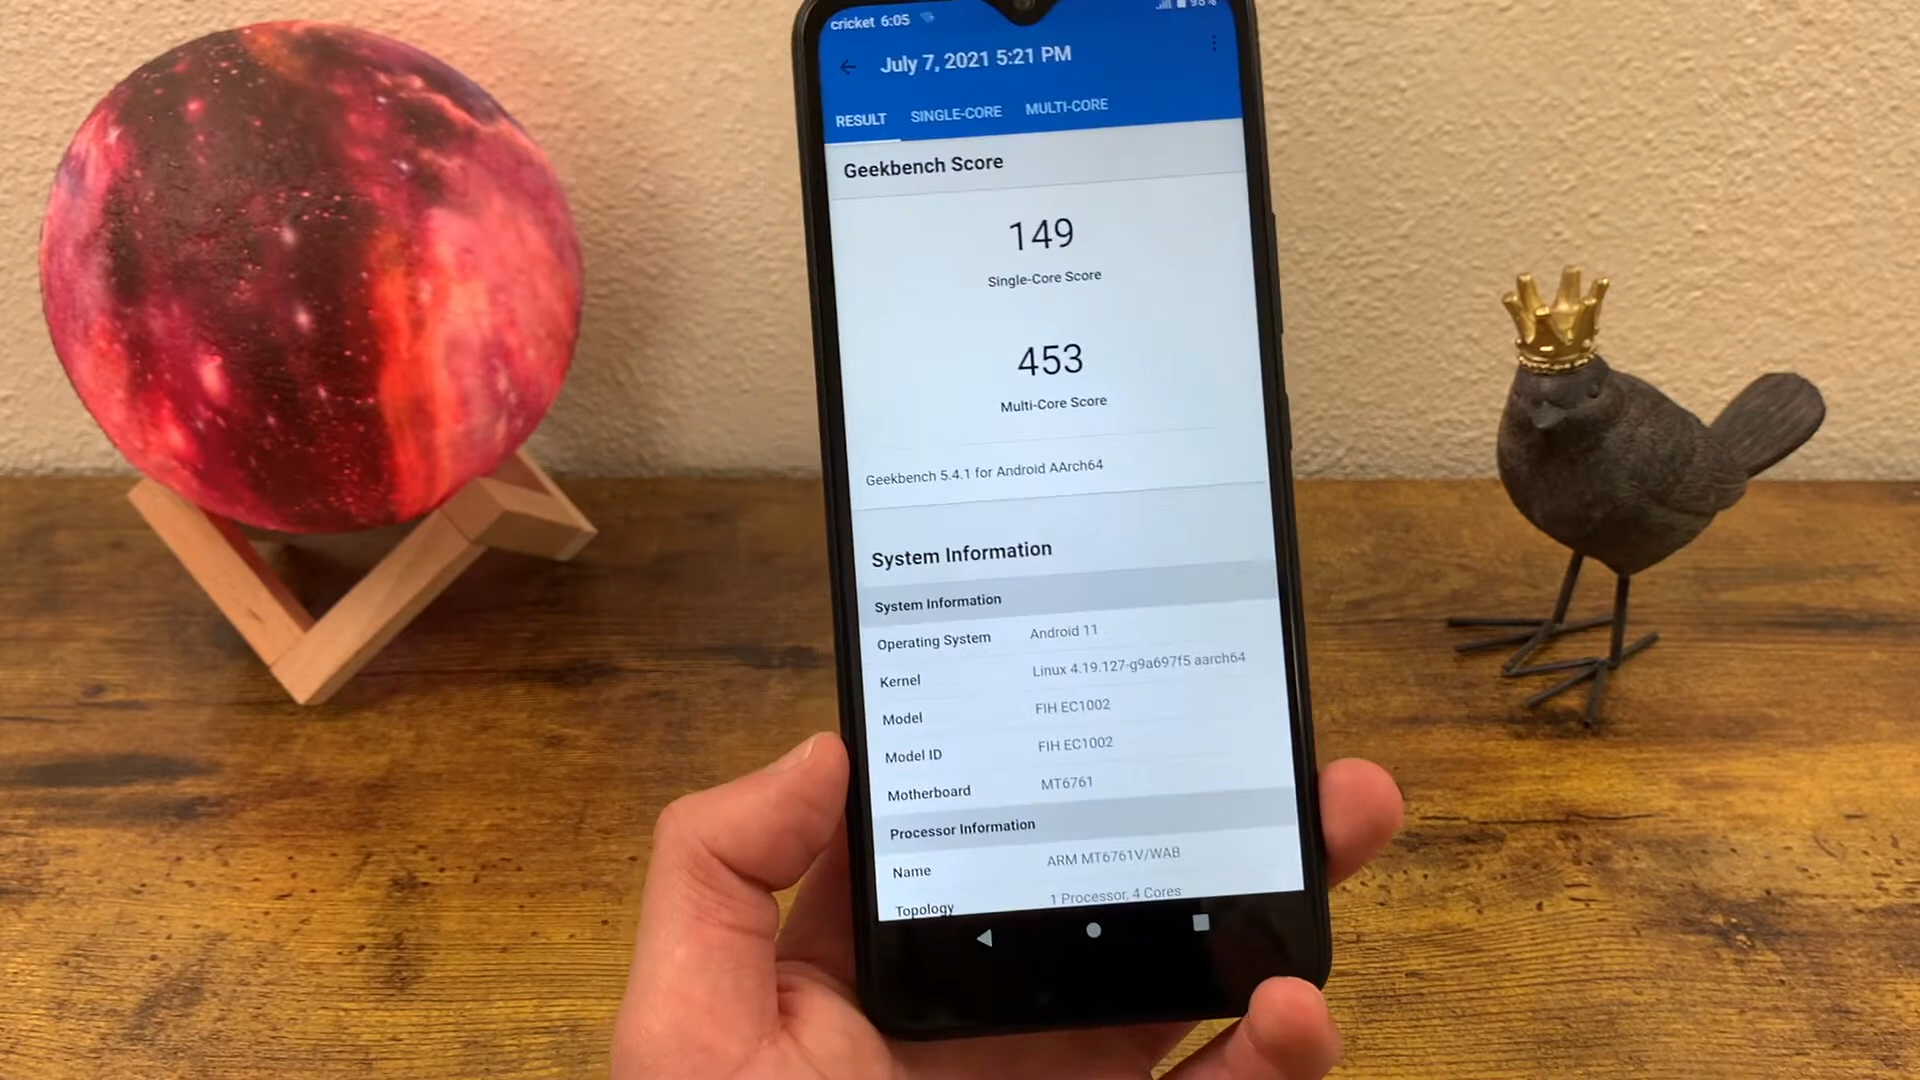 cricket 6:05 98%
July 7, 2021 5:21 PM
RESULT SINGLE-CORE MULTI-CORE
Geekbench Score
149
Single-Core Score
453
Multi-Core Score
Geekbench 5.4.1 for Android AArch64
System Information
System Information
Operating System Android 11
Kernel Linux 4.19.127-g9a697f5 aarch64
Model FIH EC1002
Model ID FIH EC1002
Motherboard MT6761
Processor Information
Name ARM MT6761V/WAB
Topology 1 Processor, 4 Cores